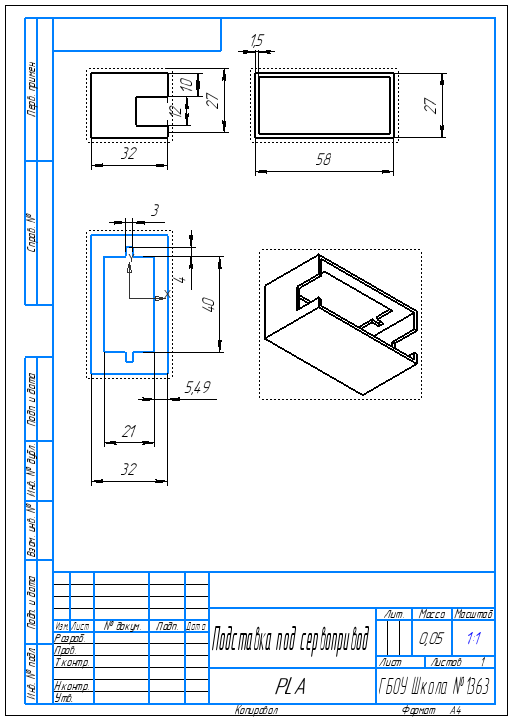 Перв. примен.
Справ. №
Подп. и дата
Инв. № дубл.
Взам. инв. №
Подп. и дата
Инв. № подл.
10
12
27
32
1,5
27
58
3
Y
X
4
40
5,49
21
32
Изм. Лист № докум. Подп. Дата
Разраб.
Пров.
Т.контр.
Н.контр.
Утв.
Подставка под сервопривод
Лит. Масса Масштаб
0,05 1:1
Лист Листов 1
PLA
ГБОУ Школа №1363
Копировал Формат A4